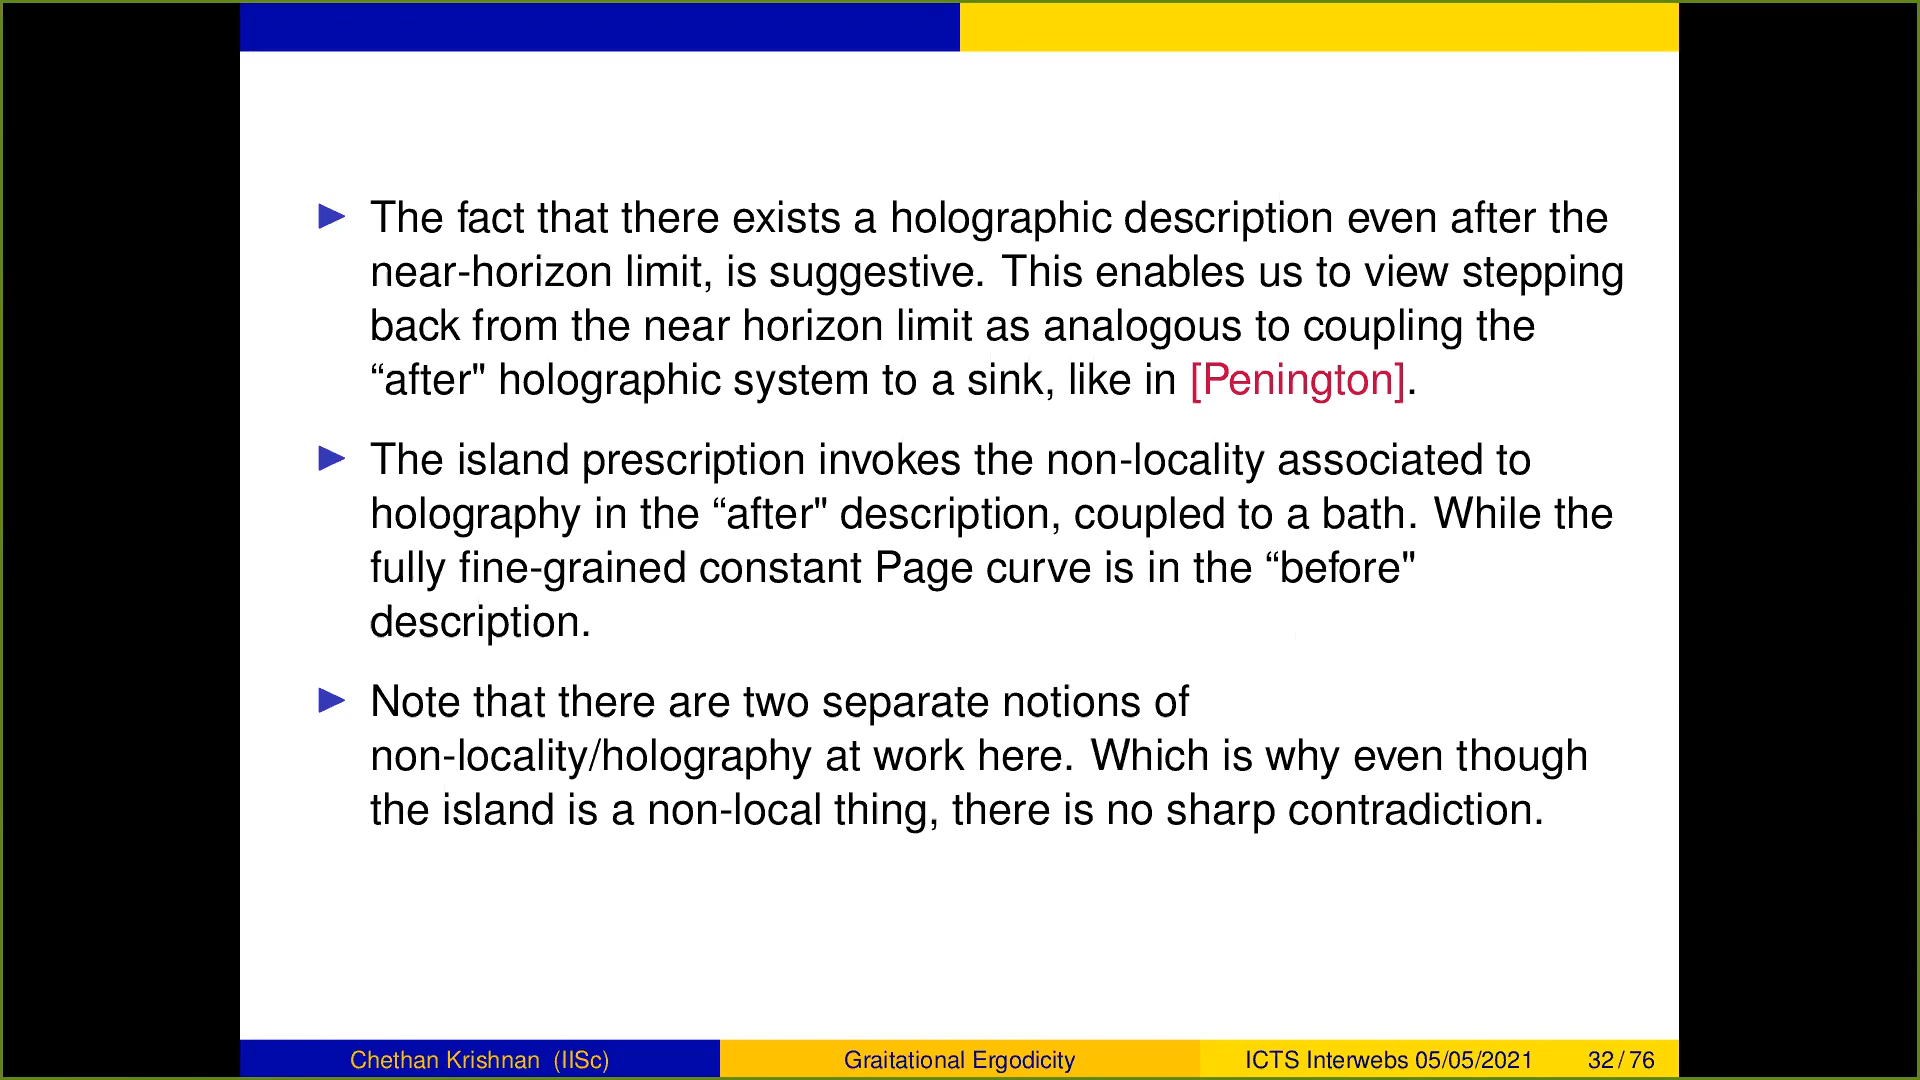 The fact that there exists a holographic description even after the
near-horizon limit, is suggestive. This enables us to view stepping
back from the near horizon limit as analogous to coupling the
“after" holographic system to a sink, like in [Penington].
The island prescription invokes the non-locality associated to
holography in the “after" description, coupled to a bath. While the
fully fine-grained constant Page curve is in the “before"
description.
Note that there are two separate notions of
non-locality/holography at work here. Which is why even though
the island is a non-local thing, there is no sharp contradiction.
Chethan Krishnan (IISc) Graitational Ergodicity ICTS Interwebs 05/05/2021 32 / 76